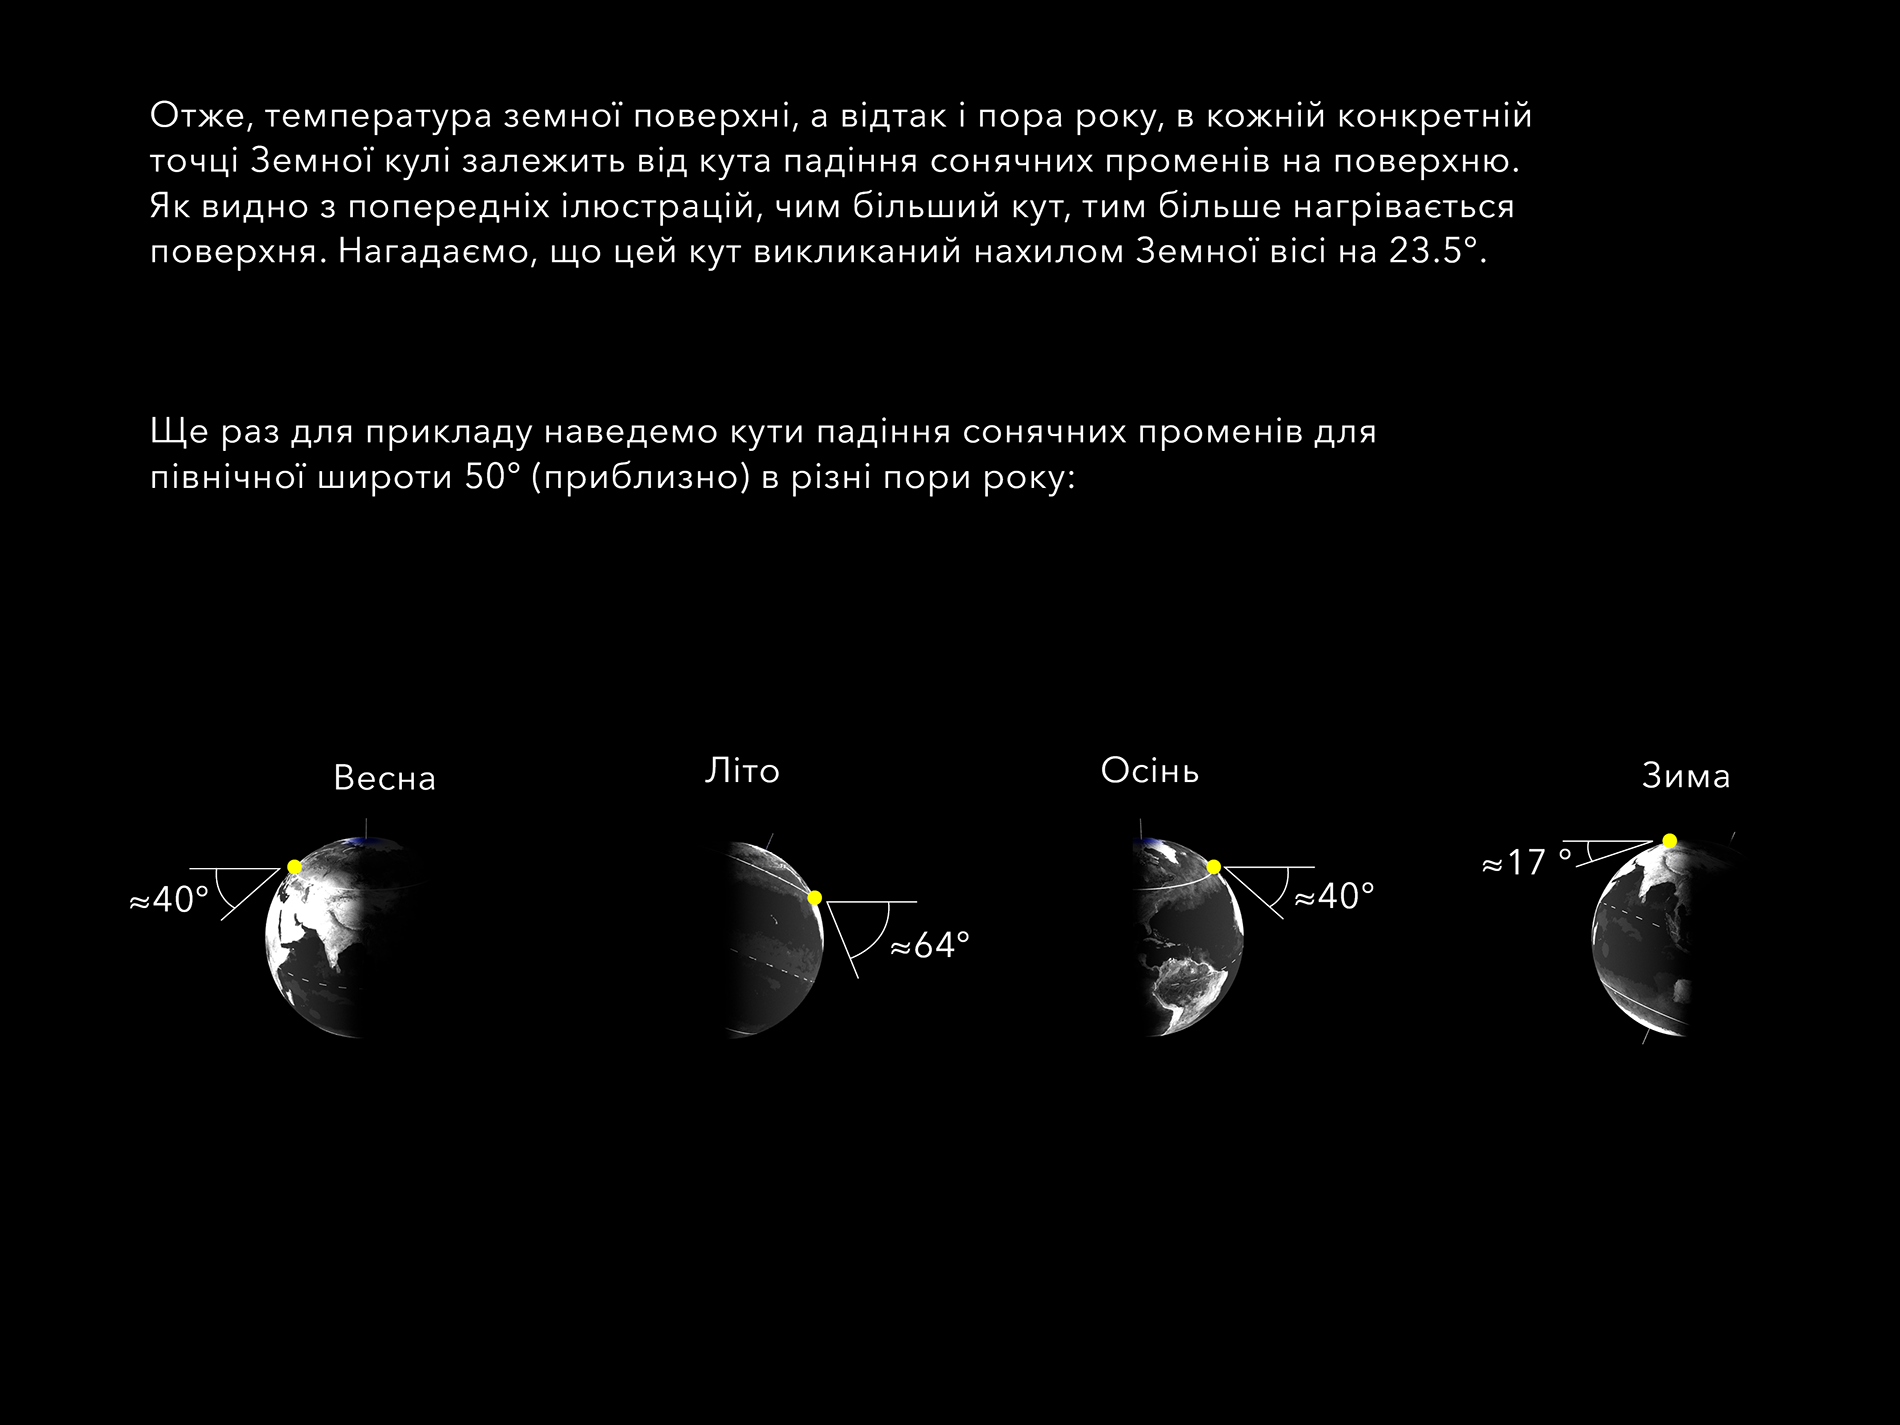 Отже, температура земної поверхні, а відтак і пора року, в кожній конкретній
точці Земної кулі залежить від кута падіння сонячних променів на поверхню.
Як видно з попередніх ілюстрацій, чим більший кут, тим більше нагрівається
поверхня. Нагадаємо, що цей кут викликаний нахилом Земної вісі на 23.5°.
Ще раз для прикладу наведемо кути падіння сонячних променів для
північної широти 50° (приблизно) в різні пори року:
Весна
≈40°
Літо
≈64°
Осінь
≈40°
Зима
≈17 °